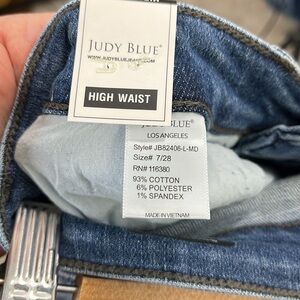 JUDY BLUE®
WWW.JUDYBLUEJEANS.COM
HIGH WAIST
JUDY BLUE®
LOS ANGELES
Style# JB82406-L-MD
Size# 7/28
RN# 116380
93% COTTON
6% POLYESTER
1% SPANDEX
MADE IN VIETNAM